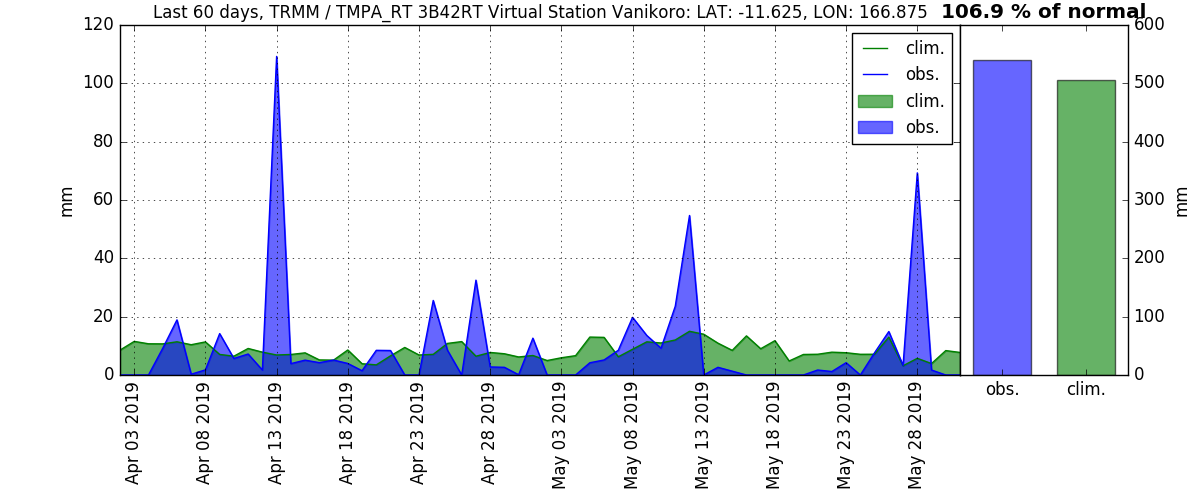 Last 60 days, TRMM / TMPA_RT 3B42RT Virtual Station Vanikoro: LAT: -11.625, LON: 166.875 106.9 % of normal
120
100
80
60
40
20
0
mm
clim.
obs.
clim.
obs.
600
500
400
300
200
100
0
mm
Apr 03 2019
Apr 08 2019
Apr 13 2019
Apr 18 2019
Apr 23 2019
Apr 28 2019
May 03 2019
May 08 2019
May 13 2019
May 18 2019
May 23 2019
May 28 2019
obs.
clim.